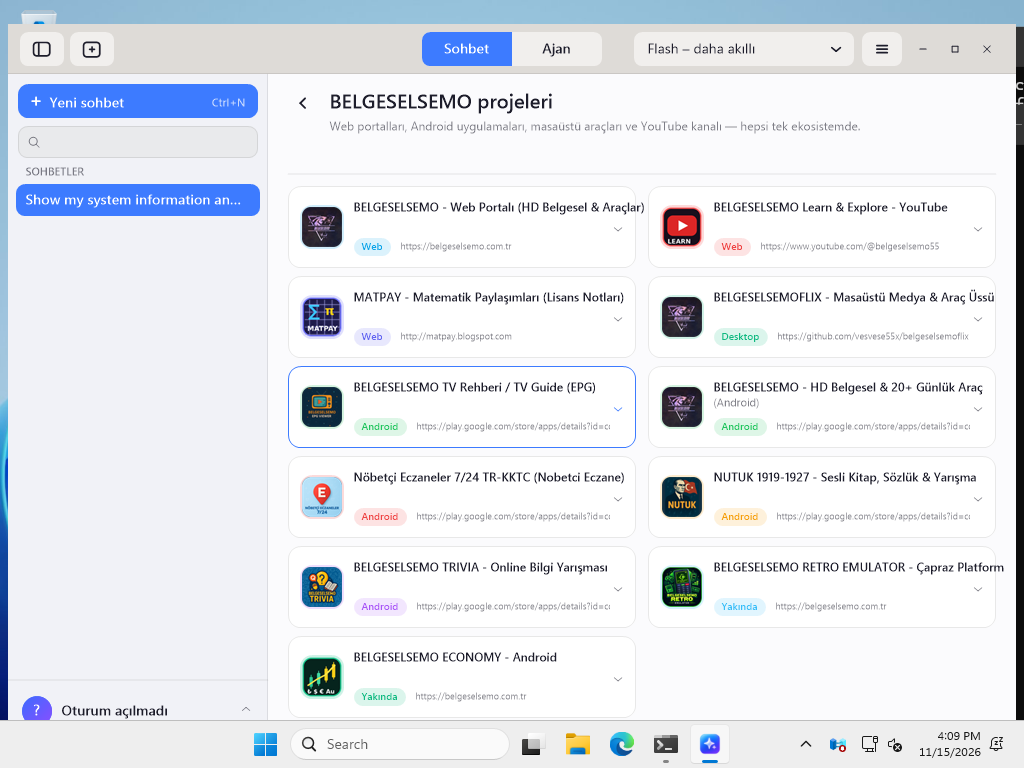 Sohbet
Ajan
Flash – daha akıllı
+ Yeni sohbet
Ctrl+N
SOHBETLER
Show my system information an...
? Oturum açılmadı
BELGESELSEMO projeleri
Web portalları, Android uygulamaları, masaüstü araçları ve YouTube kanalı — hepsi tek ekosistemde.
BELGESELSEMO - Web Portalı (HD Belgesel & Araçlar)
Web https://belgeselsemo.com.tr
LEARN
BELGESELSEMO Learn & Explore - YouTube
Web https://www.youtube.com/@belgeselsemo55
Σ π
MATPAY
MATPAY - Matematik Paylaşımları (Lisans Notları)
Web http://matpay.blogspot.com
BELGESELSEMOFLIX - Masaüstü Medya & Araç Üssü
Desktop https://github.com/vesvese55x/belgeselsemoflix
BELGESELSEMO TV Rehberi / TV Guide (EPG)
Android https://play.google.com/store/apps/details?id=c
BELGESELSEMO - HD Belgesel & 20+ Günlük Araç
(Android)
Android https://play.google.com/store/apps/details?id=c
E
NÖBETÇİ ECZANELER
7/24
Nöbetçi Eczaneler 7/24 TR-KKTC (Nobetci Eczane)
Android https://play.google.com/store/apps/details?id=c
NUTUK
NUTUK 1919-1927 - Sesli Kitap, Sözlük & Yarışma
Android https://play.google.com/store/apps/details?id=c
TRIVIA
BELGESELSEMO TRIVIA - Online Bilgi Yarışması
Android https://play.google.com/store/apps/details?id=c
RETRO
BELGESELSEMO RETRO EMULATOR - Çapraz Platform
Yakında https://belgeselsemo.com.tr
₺ $ € Au
BELGESELSEMO ECONOMY - Android
Yakında https://belgeselsemo.com.tr
Search
4:09 PM
11/15/2026